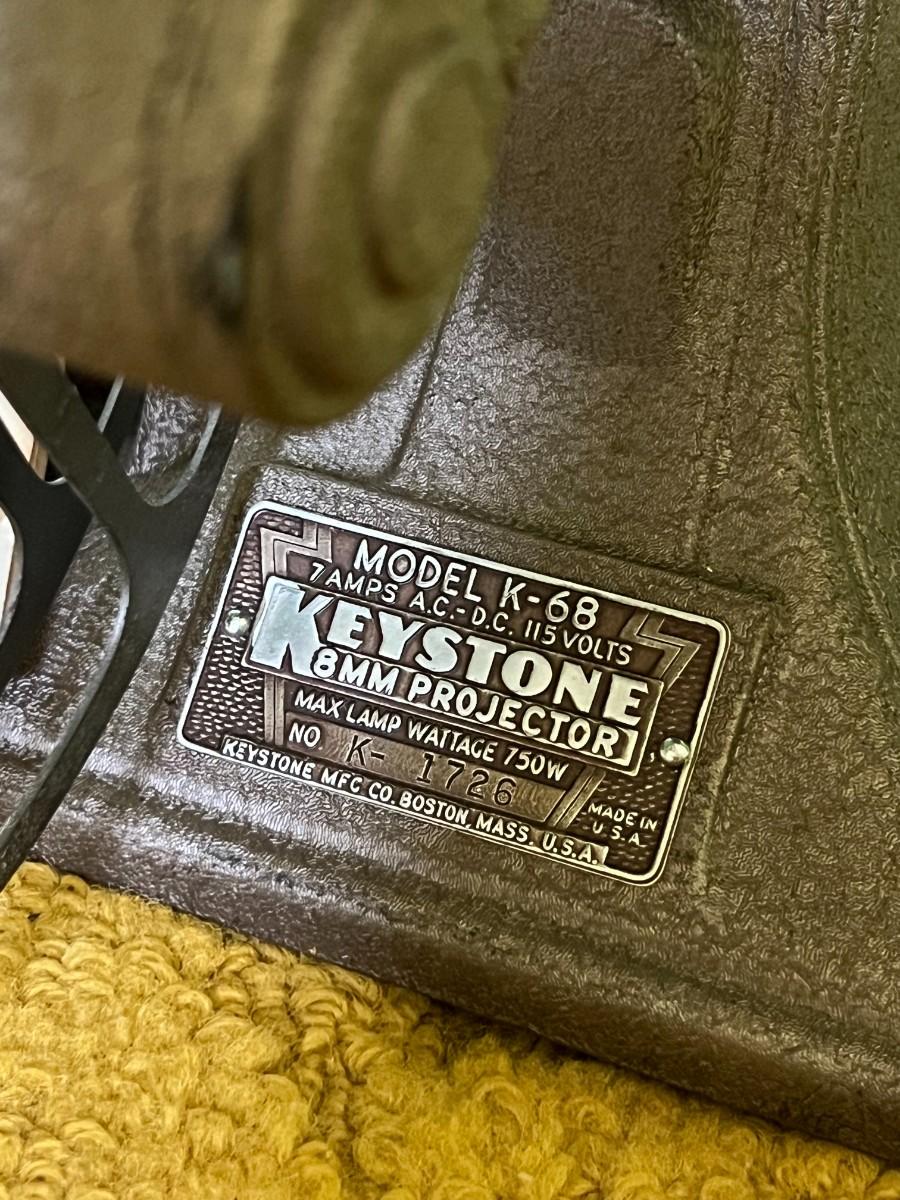 MODEL K-68
7 AMPS A.C.-D.C. 115 VOLTS
KEYSTONE
8MM PROJECTOR
MAX LAMP WATTAGE 750W
NO. K- 1726
MADE IN
U.S.A.
KEYSTONE MFG CO. BOSTON, MASS. U.S.A.